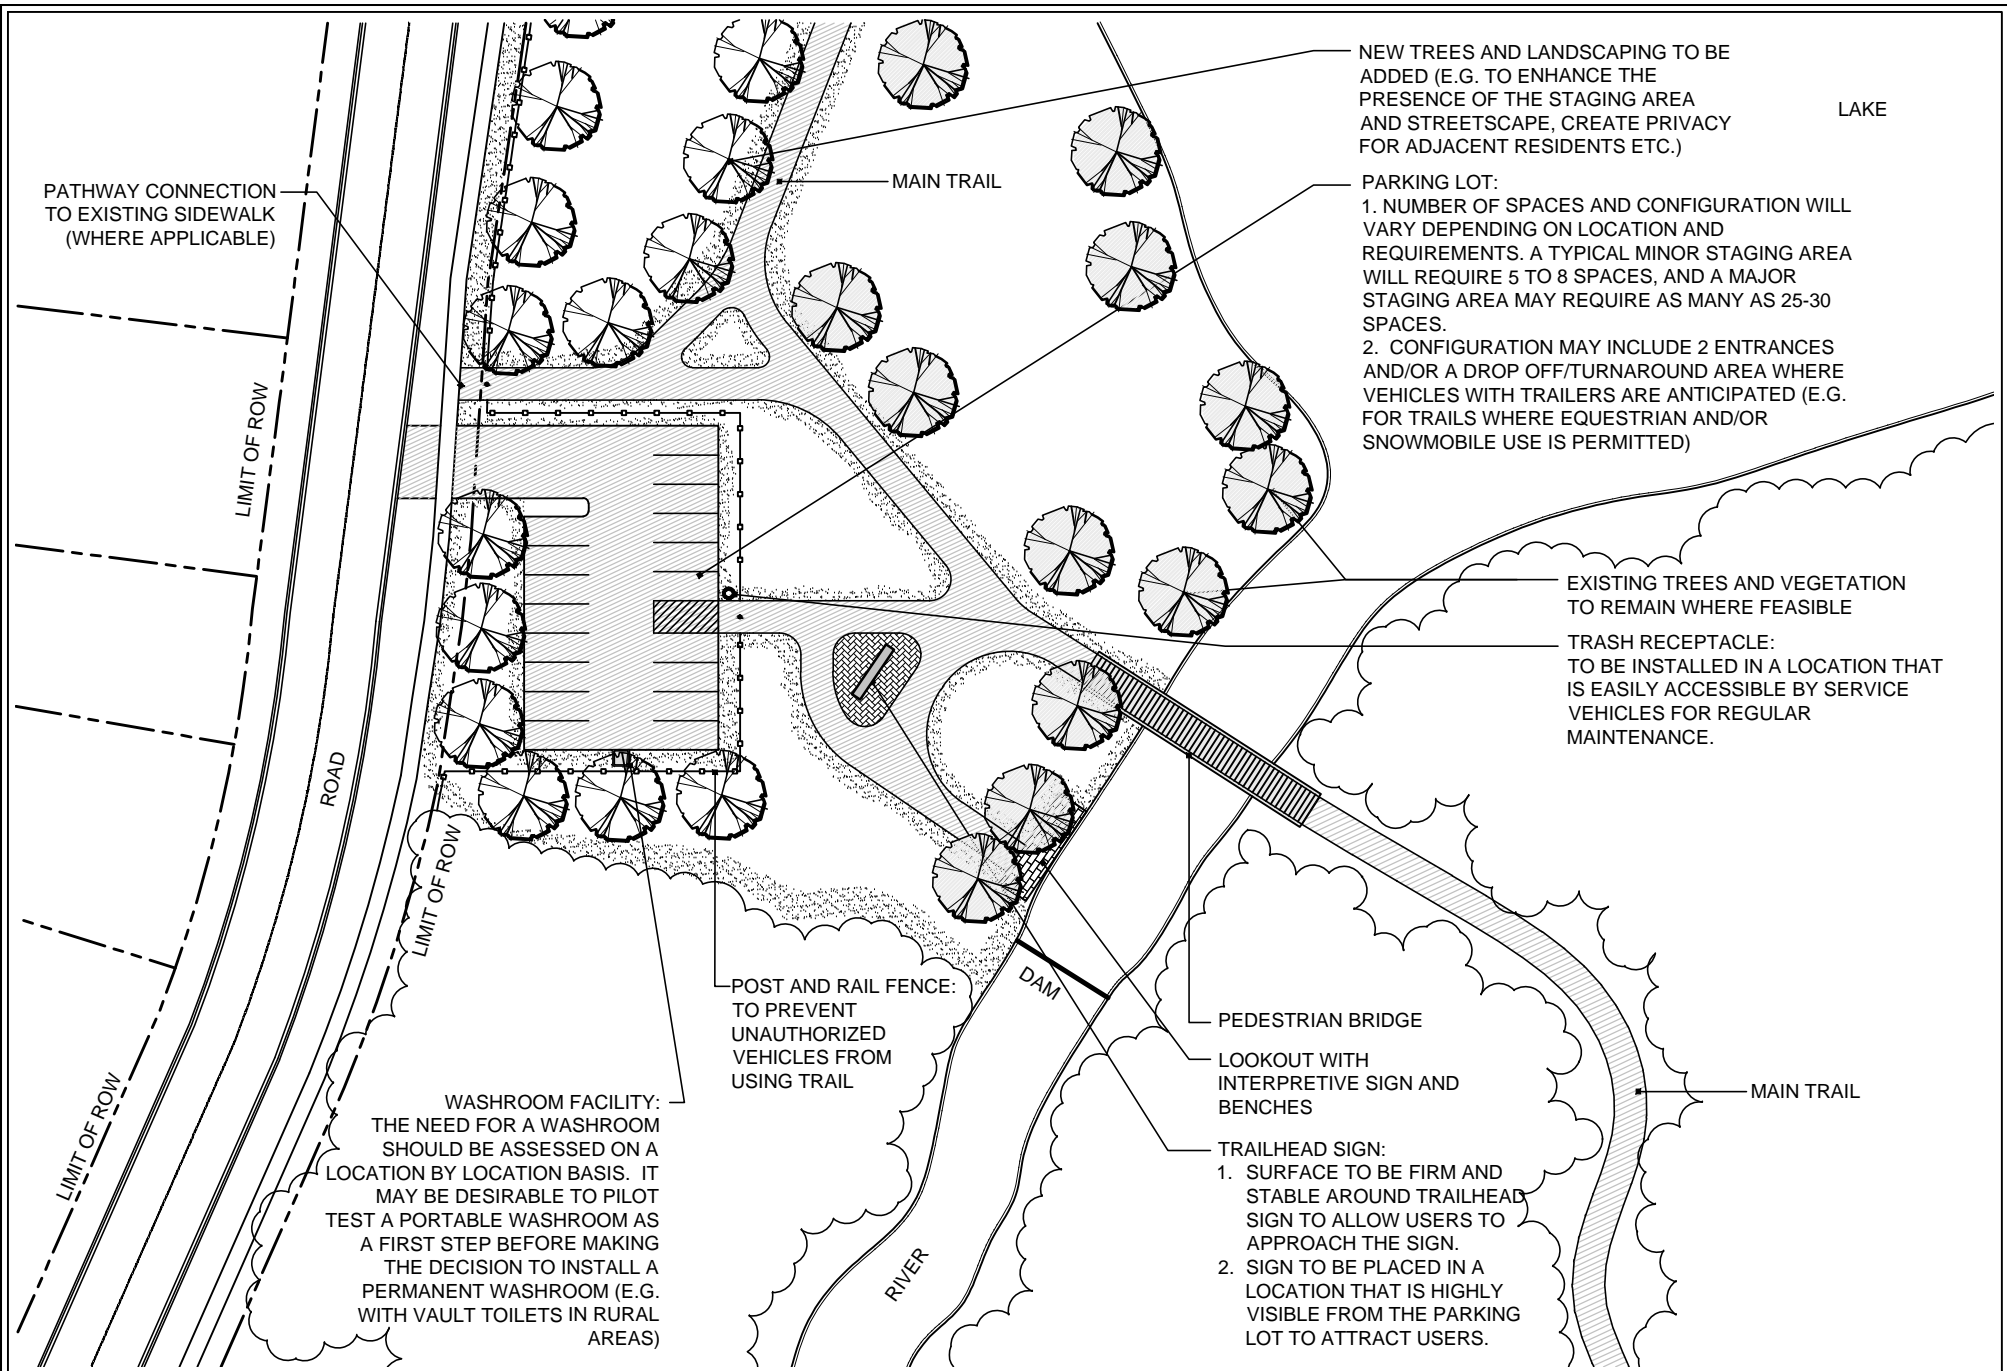 NEW TREES AND LANDSCAPING TO BE
ADDED (E.G. TO ENHANCE THE
PRESENCE OF THE STAGING AREA
AND STREETSCAPE, CREATE PRIVACY
FOR ADJACENT RESIDENTS ETC.)
LAKE
MAIN TRAIL
PATHWAY CONNECTION
TO EXISTING SIDEWALK
(WHERE APPLICABLE)
PARKING LOT:
1. NUMBER OF SPACES AND CONFIGURATION WILL
VARY DEPENDING ON LOCATION AND
REQUIREMENTS. A TYPICAL MINOR STAGING AREA
WILL REQUIRE 5 TO 8 SPACES, AND A MAJOR
STAGING AREA MAY REQUIRE AS MANY AS 25-30
SPACES.
2. CONFIGURATION MAY INCLUDE 2 ENTRANCES
AND/OR A DROP OFF/TURNAROUND AREA WHERE
VEHICLES WITH TRAILERS ARE ANTICIPATED (E.G.
FOR TRAILS WHERE EQUESTRIAN AND/OR
SNOWMOBILE USE IS PERMITTED)
LIMIT OF ROW
EXISTING TREES AND VEGETATION
TO REMAIN WHERE FEASIBLE
TRASH RECEPTACLE:
TO BE INSTALLED IN A LOCATION THAT
IS EASILY ACCESSIBLE BY SERVICE
VEHICLES FOR REGULAR
MAINTENANCE.
ROAD
LIMIT OF ROW
DAM
POST AND RAIL FENCE:
TO PREVENT
UNAUTHORIZED
VEHICLES FROM
USING TRAIL
PEDESTRIAN BRIDGE
LOOKOUT WITH
INTERPRETIVE SIGN AND
BENCHES
MAIN TRAIL
LIMIT OF ROW
WASHROOM FACILITY:
THE NEED FOR A WASHROOM
SHOULD BE ASSESSED ON A
LOCATION BY LOCATION BASIS. IT
MAY BE DESIRABLE TO PILOT
TEST A PORTABLE WASHROOM AS
A FIRST STEP BEFORE MAKING
THE DECISION TO INSTALL A
PERMANENT WASHROOM (E.G.
WITH VAULT TOILETS IN RURAL
AREAS)
RIVER
TRAILHEAD SIGN:
1. SURFACE TO BE FIRM AND
STABLE AROUND TRAILHEAD
SIGN TO ALLOW USERS TO
APPROACH THE SIGN.
2. SIGN TO BE PLACED IN A
LOCATION THAT IS HIGHLY
VISIBLE FROM THE PARKING
LOT TO ATTRACT USERS.